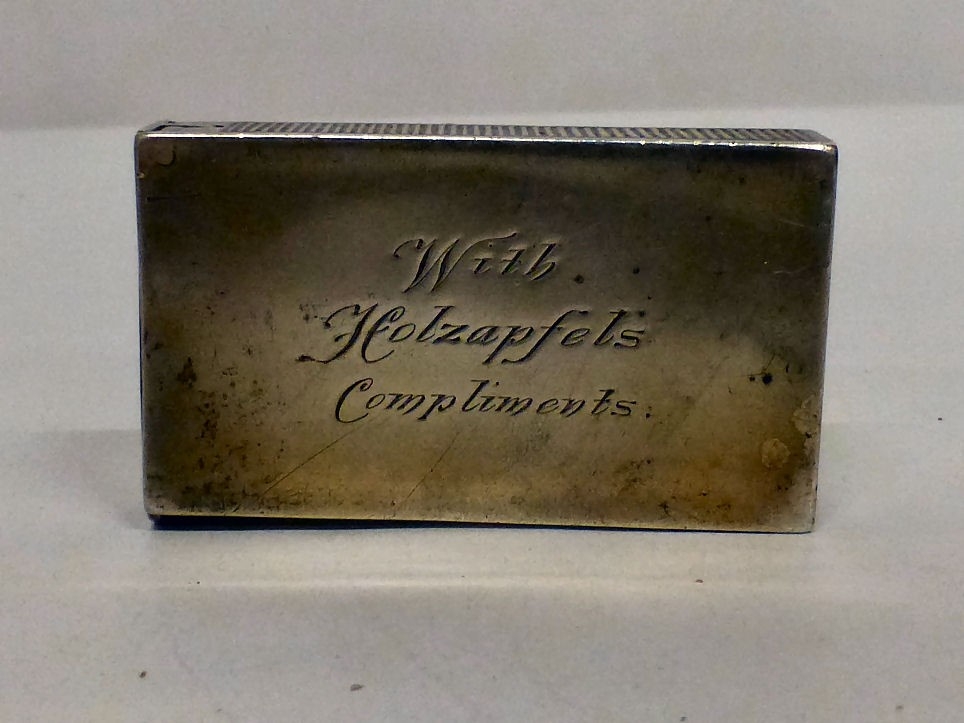 With
Holzapfels
Compliments.